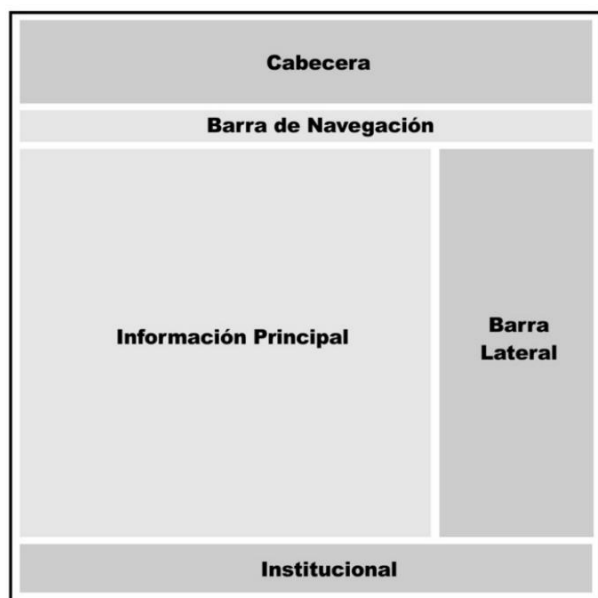 Cabecera
Barra de Navegación
Información Principal
Barra
Lateral
Institucional